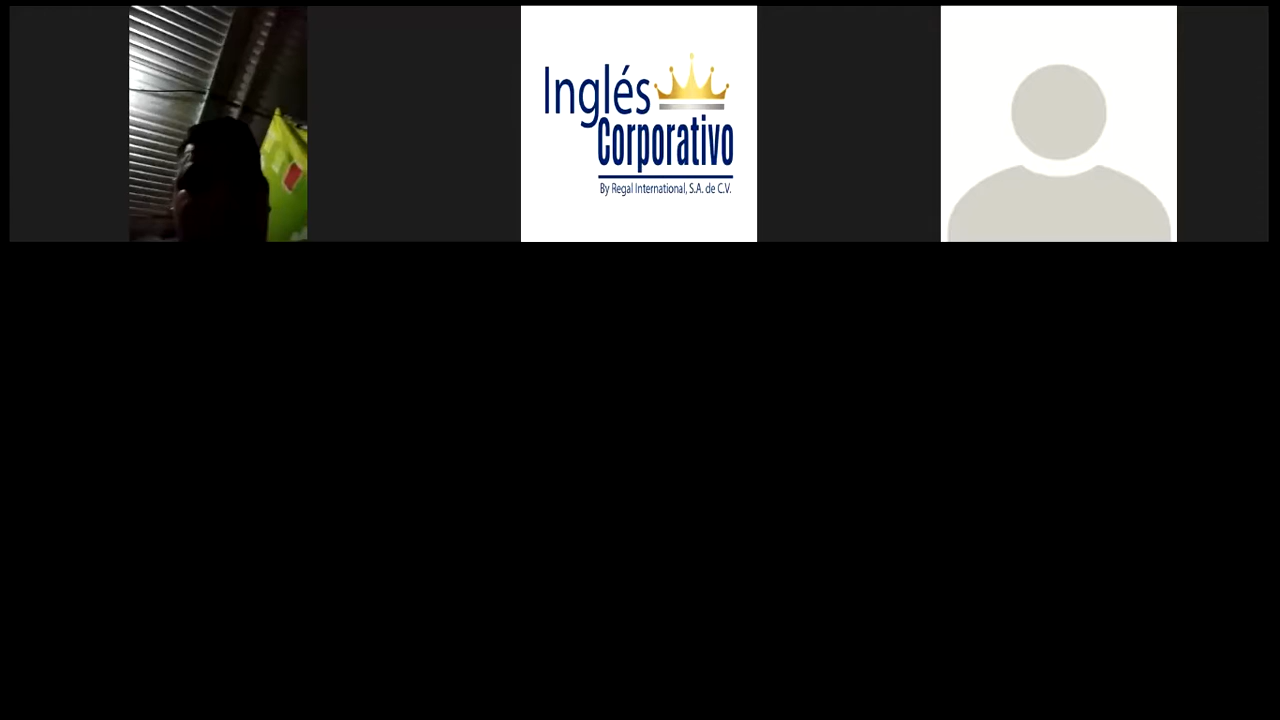 Inglés
Corporativo
By Regal International, S.A. de C.V.